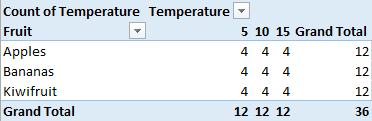 Count of Temperature Temperature
Fruit 5 10 15 Grand Total
Apples 4 4 4 12
Bananas 4 4 4 12
Kiwifruit 4 4 4 12
Grand Total 12 12 12 36